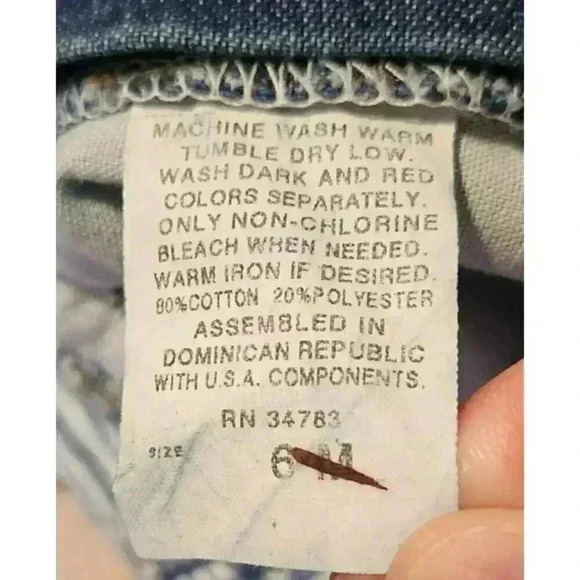 MACHINE WASH WARM
TUMBLE DRY LOW.
WASH DARK AND RED
COLORS SEPARATELY.
ONLY NON-CHLORINE
BLEACH WHEN NEEDED.
WARM IRON IF DESIRED.
80%COTTON 20%POLYESTER
ASSEMBLED IN
DOMINICAN REPUBLIC
WITH U.S.A. COMPONENTS.
RN 34783
SIZE 6 M